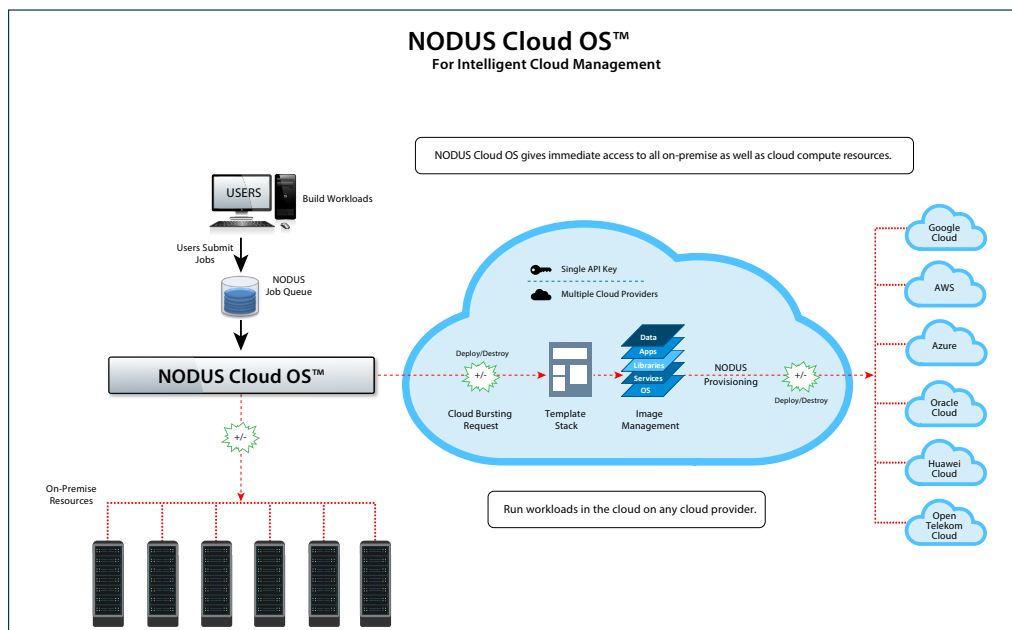 NODUS Cloud OS™
For Intelligent Cloud Management
NODUS Cloud OS gives immediate access to all on-premise as well as cloud compute resources.
USERS
Build Workloads
Users Submit
Jobs
NODUS
Job Queue
NODUS Cloud OS™
+/-
On-Premise
Resources
Single API Key
Multiple Cloud Providers
Deploy/Destroy
+/-
Cloud Bursting
Request
Template
Stack
Data
Apps
Libraries
Services
OS
Image
Management
NODUS
Provisioning
+/-
Deploy/Destroy
Run workloads in the cloud on any cloud provider.
Google
Cloud
AWS
Azure
Oracle
Cloud
Huawei
Cloud
Open
Telekom
Cloud